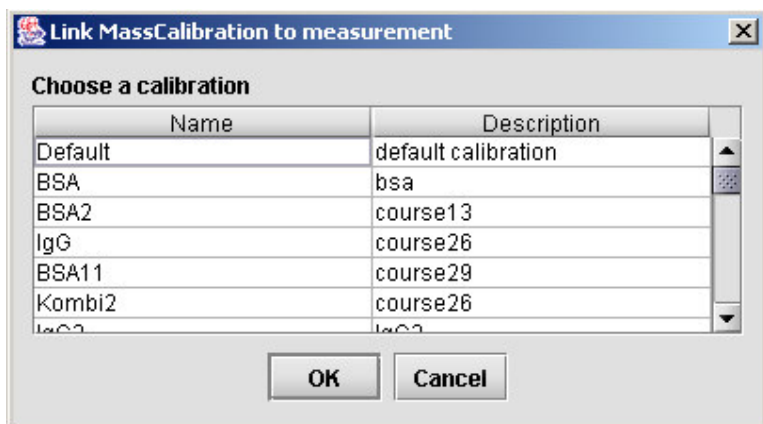 Link MassCalibration to measurement
Choose a calibration
Name Description
Default default calibration
BSA bsa
BSA2 course13
IgG course26
BSA11 course29
Kombi2 course26
OK Cancel